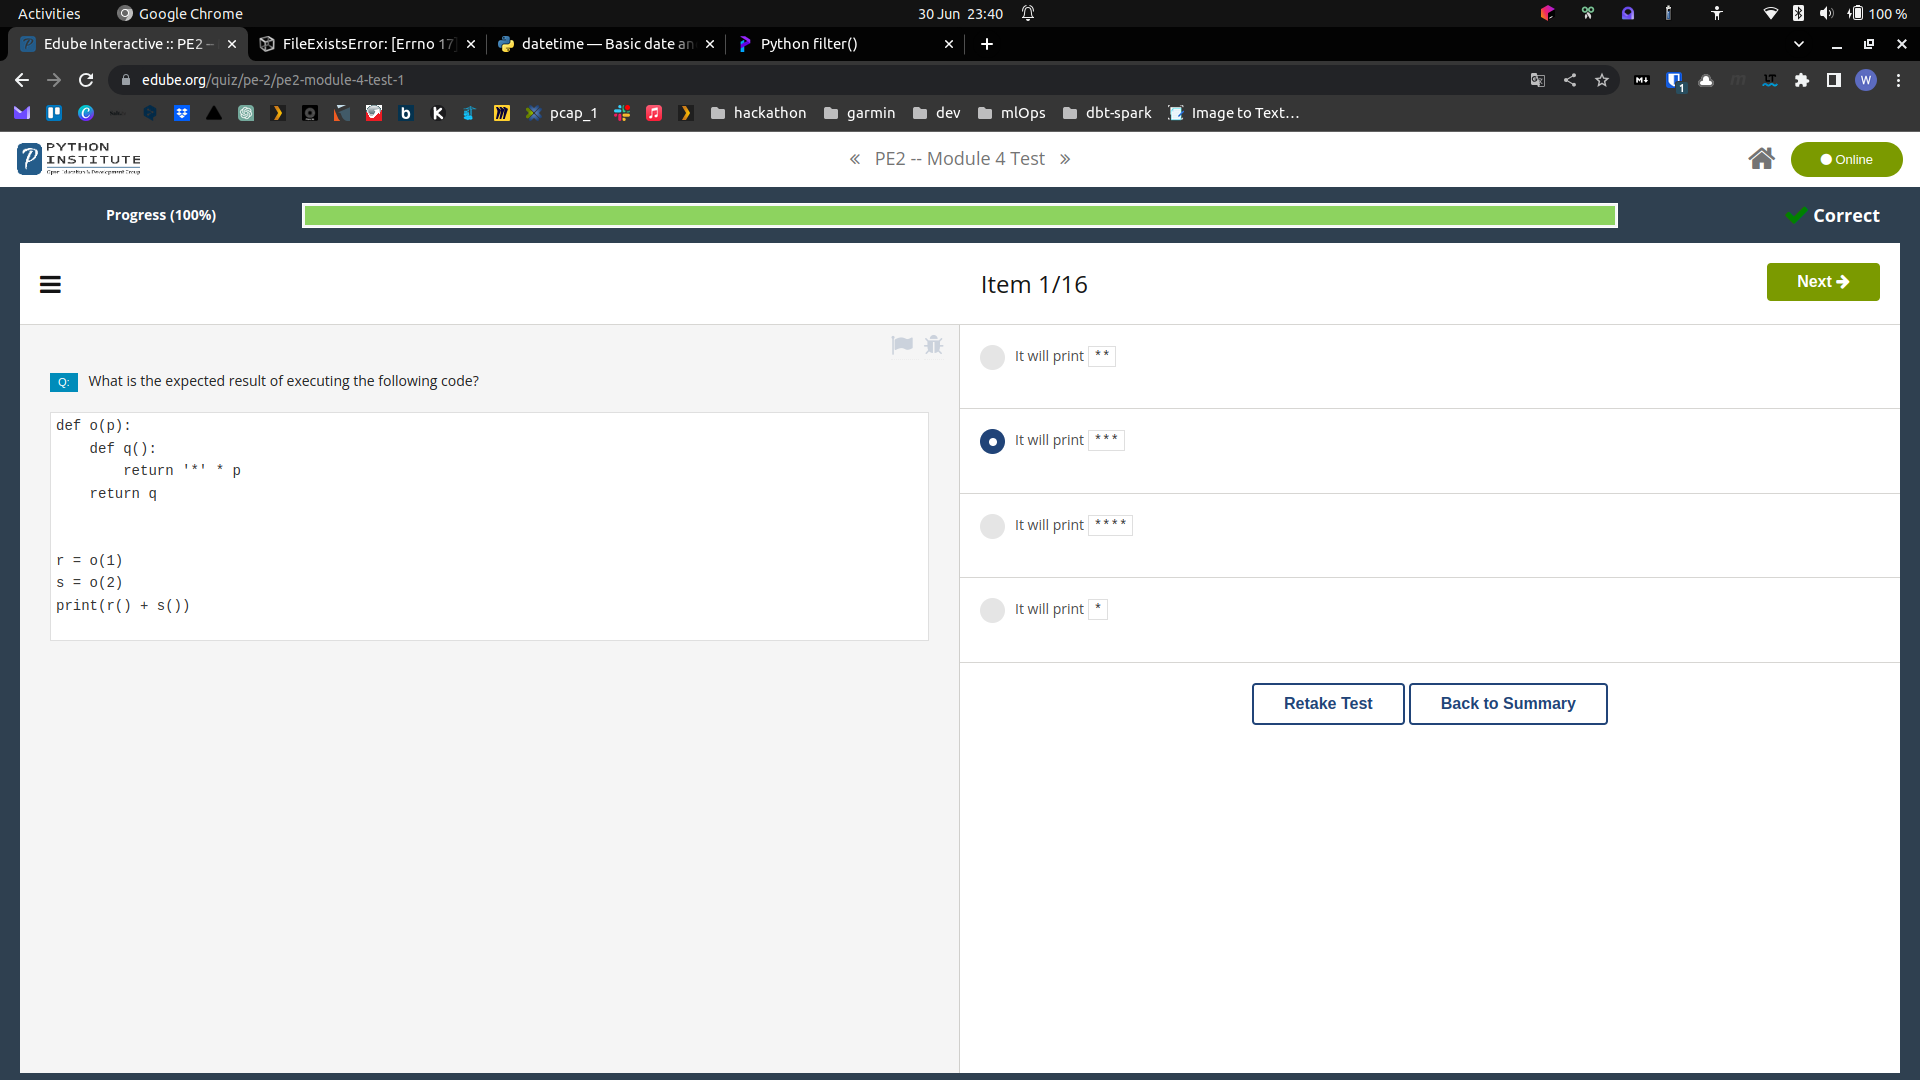 Activities
Google Chrome
30 Jun 23:40
100 %
Edube Interactive :: PE2 –
FileExistsError: [Errno 17]
datetime — Basic date an
Python filter()
edube.org/quiz/pe-2/pe2-module-4-test-1
W
pcap_1
hackathon
garmin
dev
mlOps
dbt-spark
Image to Text…
PYTHON
INSTITUTE
Open Education & Development Group
« PE2 -- Module 4 Test »
Online
Progress (100%)
Correct
Item 1/16
Next
Q: What is the expected result of executing the following code?
def o(p):
    def q():
        return '*' * p
    return q
r = o(1)
s = o(2)
print(r() + s())
It will print **
It will print ***
It will print ****
It will print *
Retake Test
Back to Summary